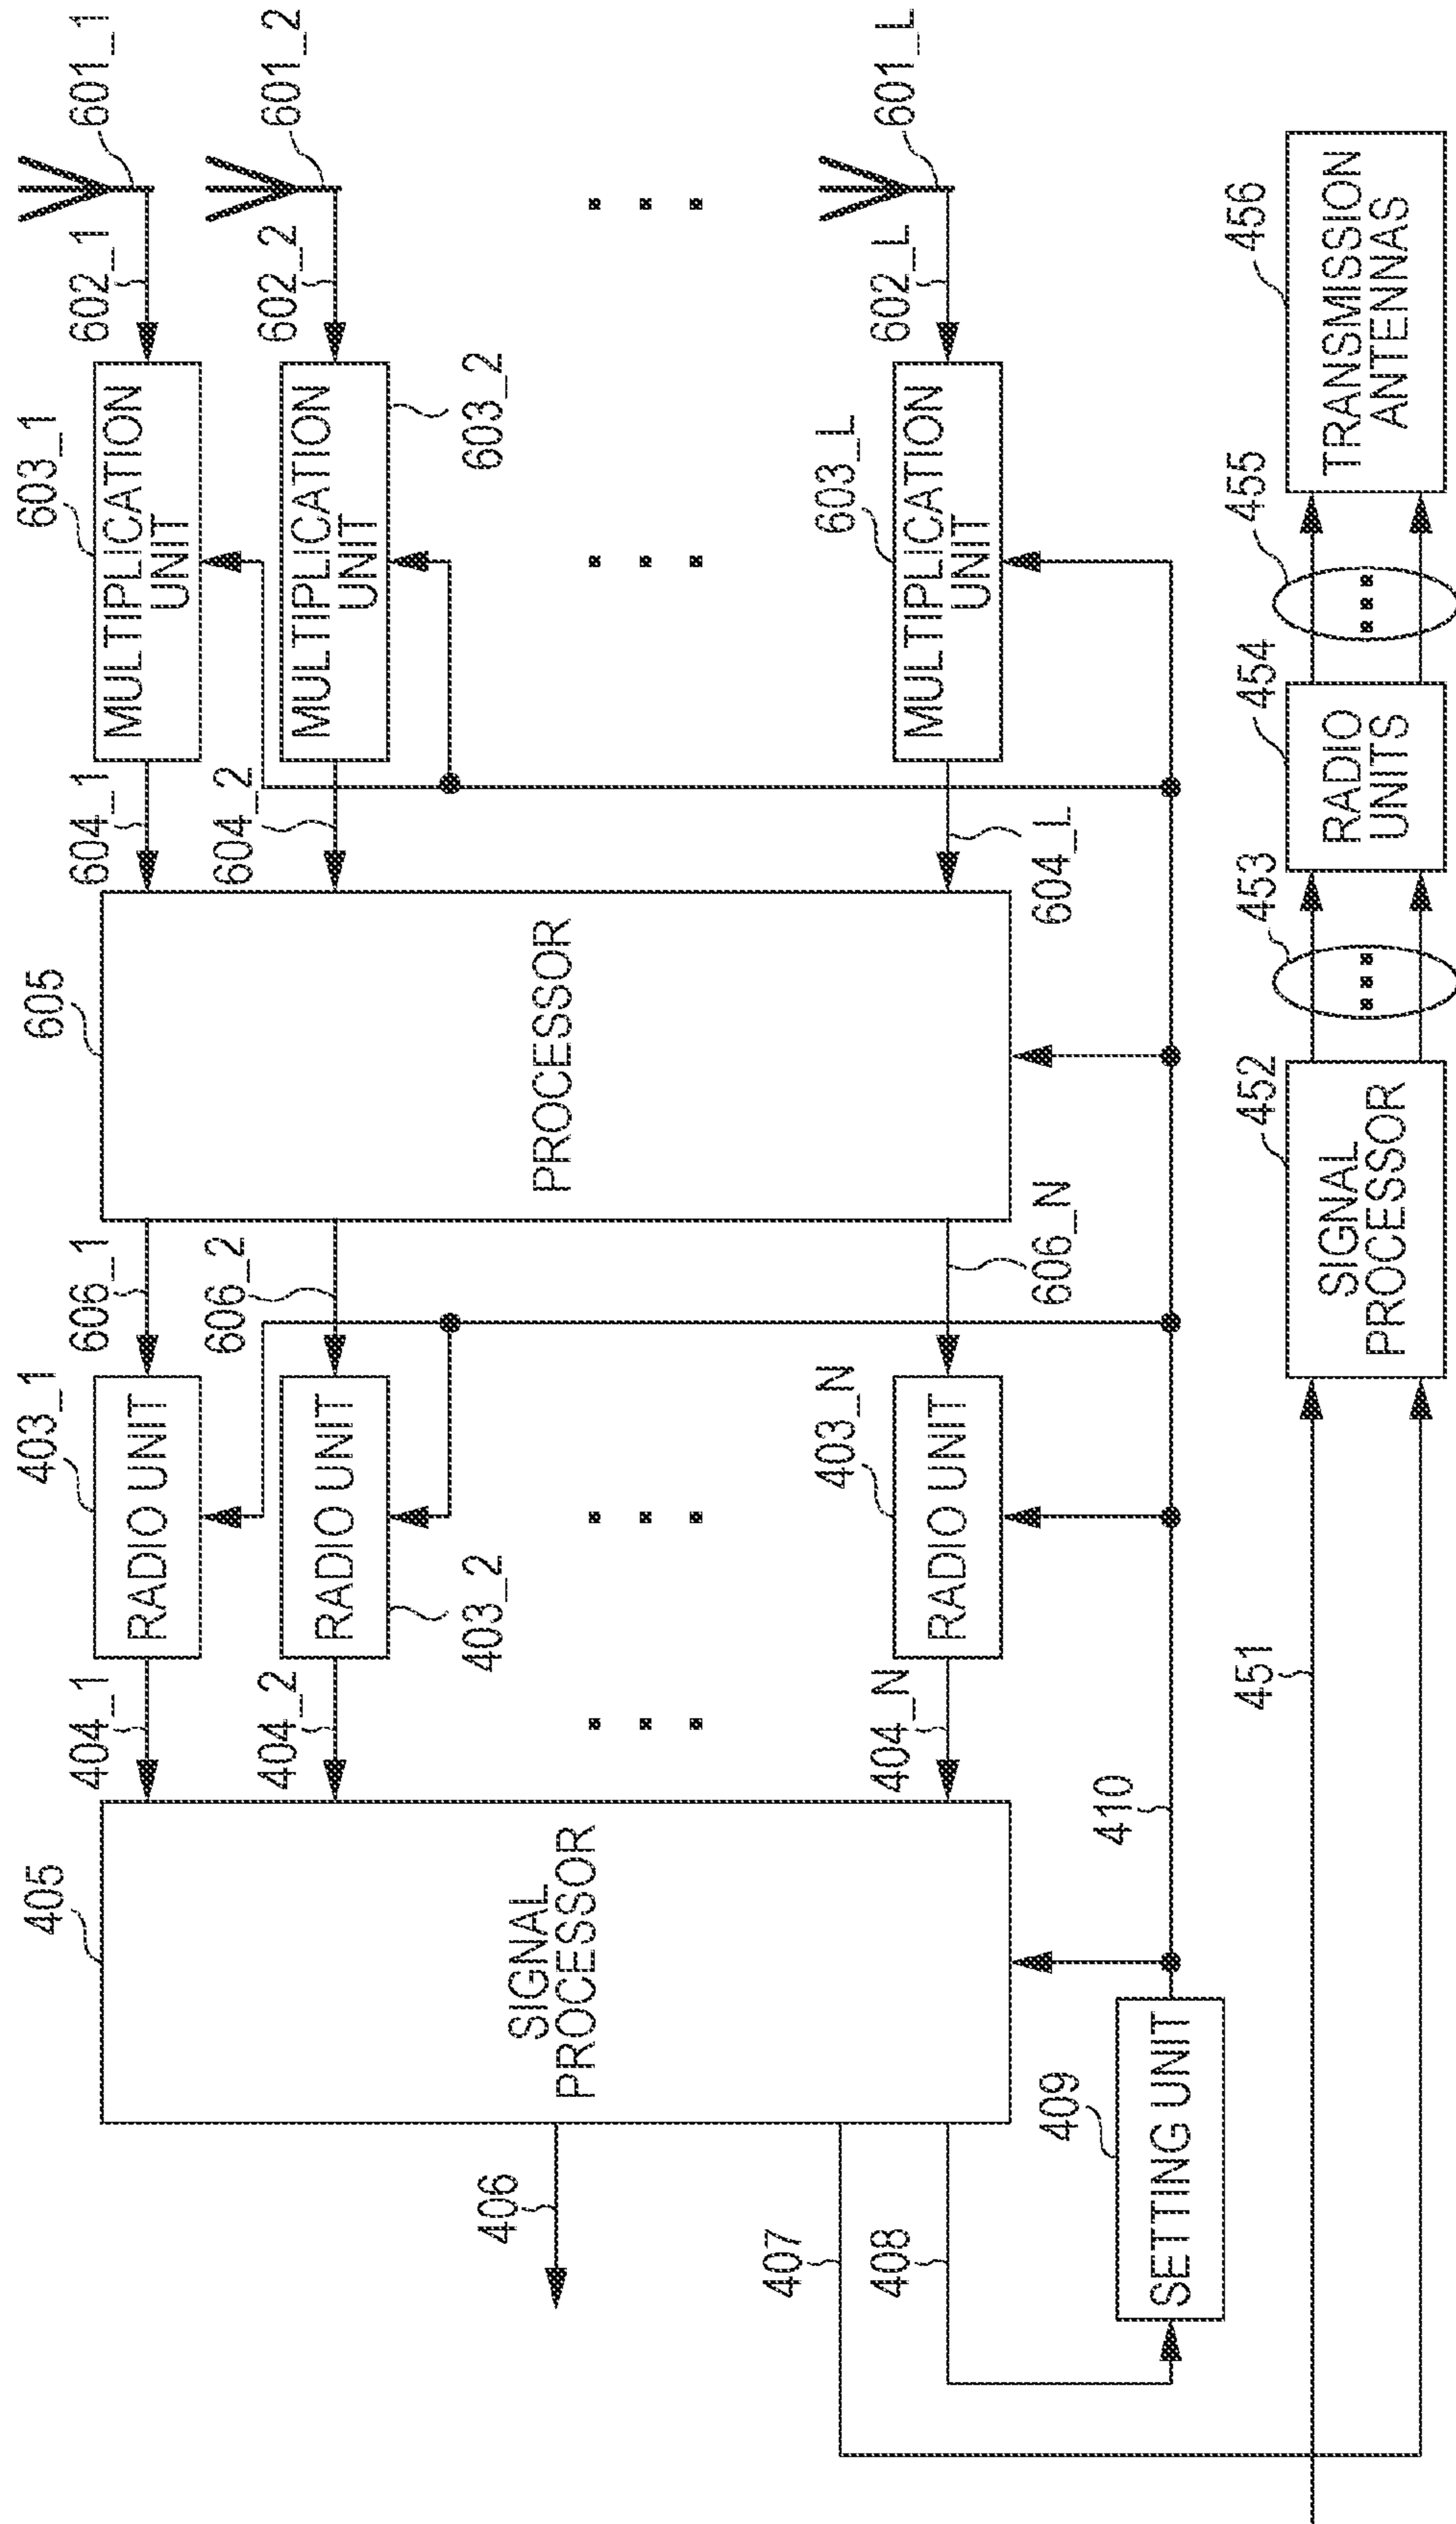 601_1
602_1
603_1
MULTIPLICATION
UNIT
604_1
605
PROCESSOR
606_1
403_1
RADIO UNIT
404_1
405
SIGNAL
PROCESSOR
406
601_2
602_2
MULTIPLICATION
UNIT
603_2
604_2
606_2
RADIO UNIT
403_2
404_2
601_L
602_L
603_L
MULTIPLICATION
UNIT
604_L
606_N
403_N
RADIO UNIT
404_N
407
408
409
SETTING UNIT
410
451
452
SIGNAL
PROCESSOR
453
454
RADIO
UNITS
455
456
TRANSMISSION
ANTENNAS